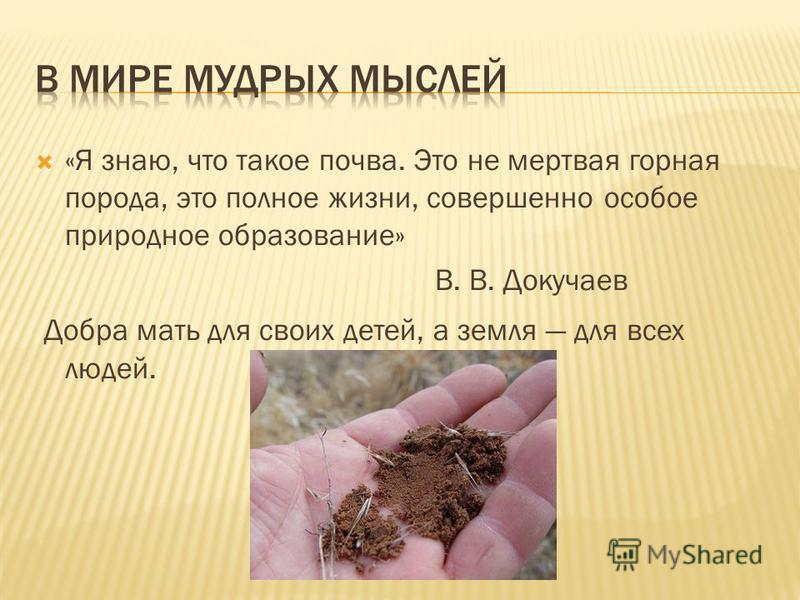 В МИРЕ МУДРЫХ МЫСЛЕЙ
«Я знаю, что такое почва. Это не мертвая горная
порода, это полное жизни, совершенно особое
природное образование»
В. В. Докучаев
Добра мать для своих детей, а земля — для всех
людей.
MyShared